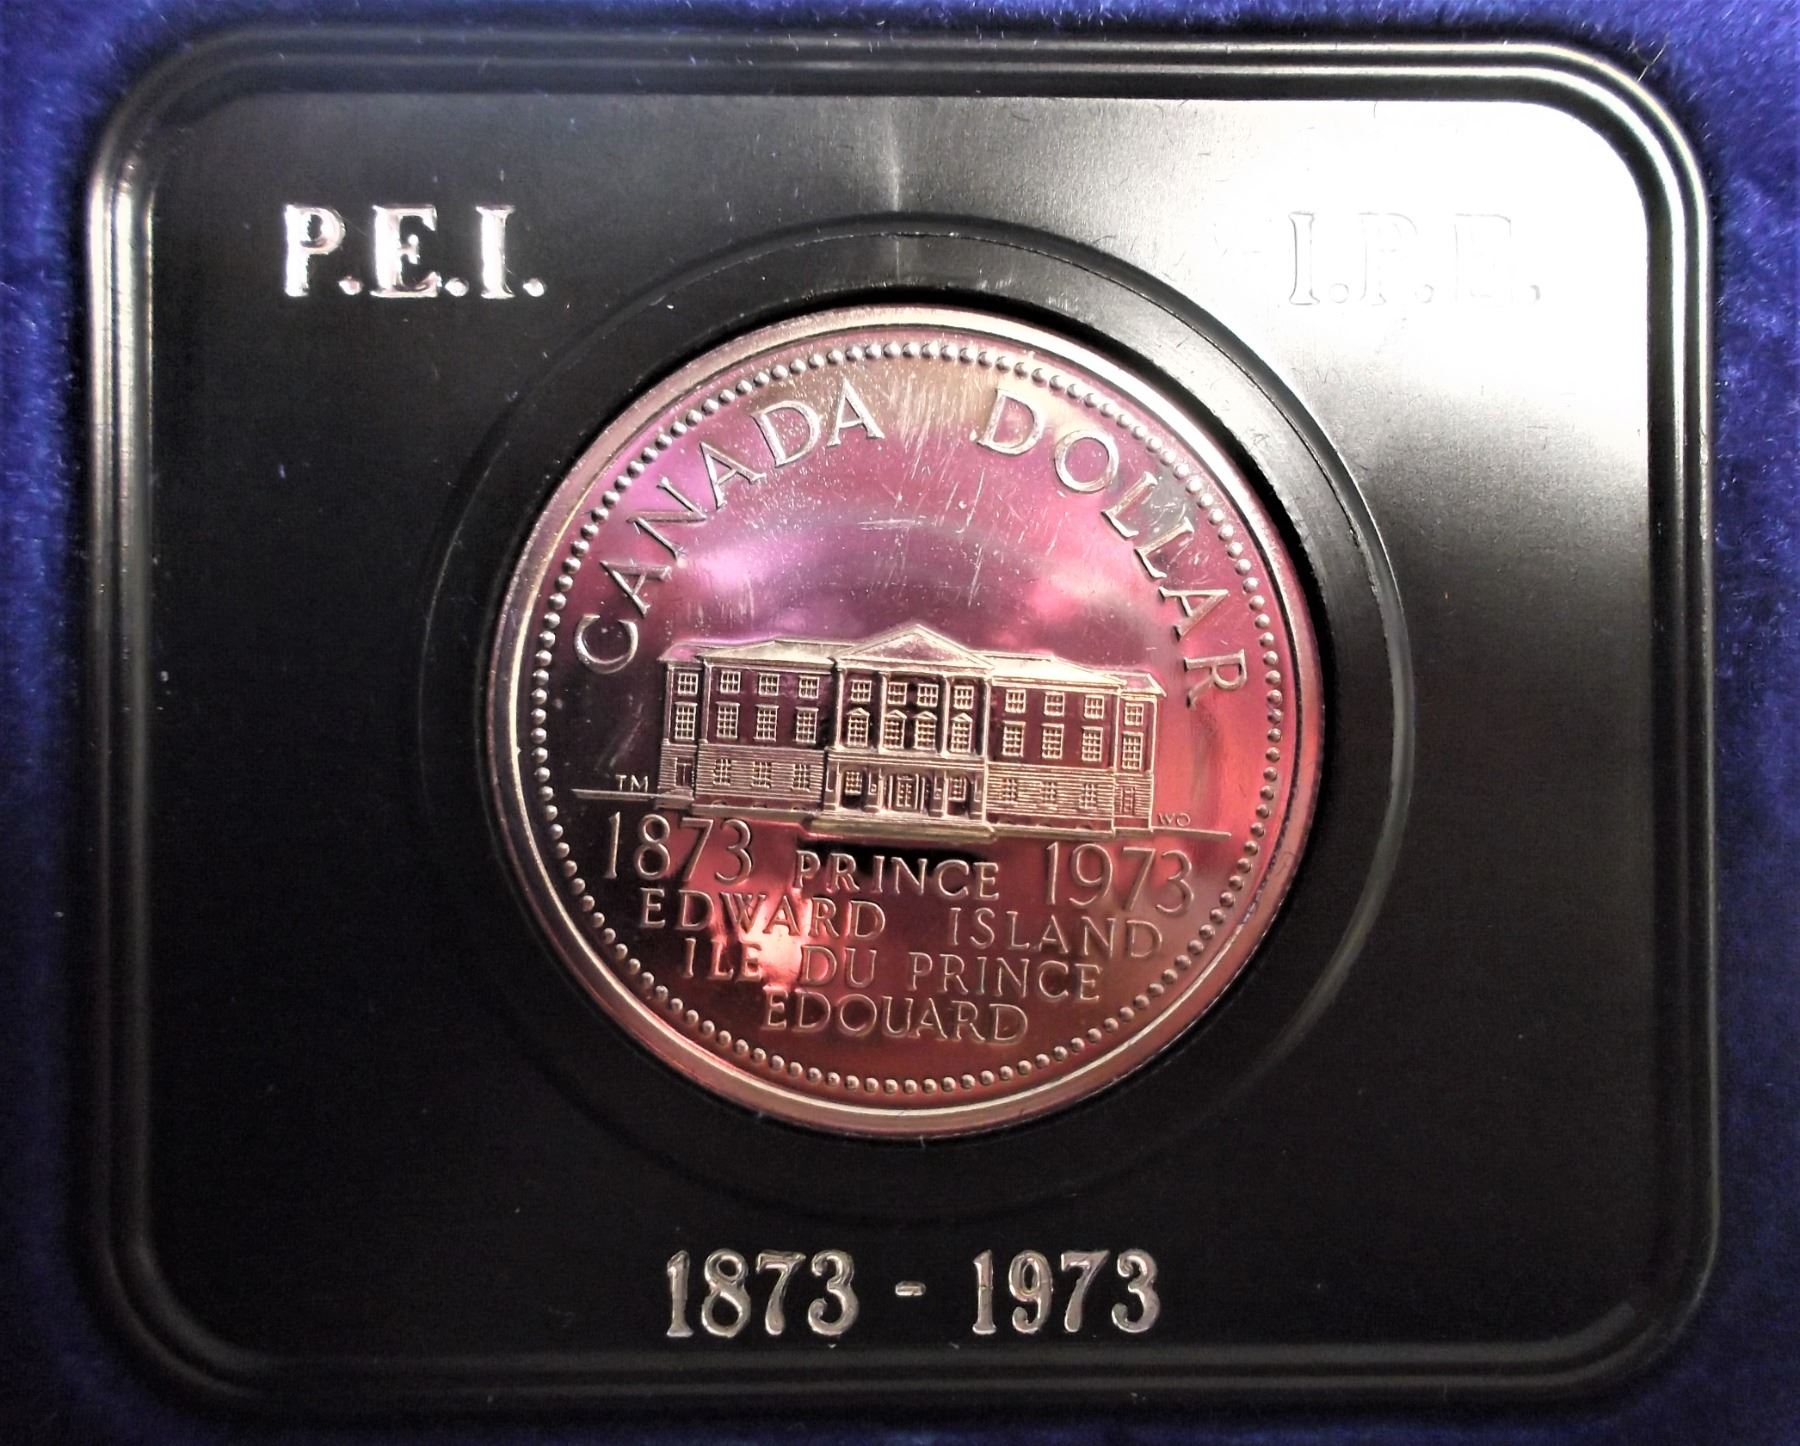 P.E.I. I.P.E.
CANADA DOLLAR
TM WO
1873 PRINCE 1973
EDWARD ISLAND
ILE DU PRINCE
EDOUARD
1873 - 1973